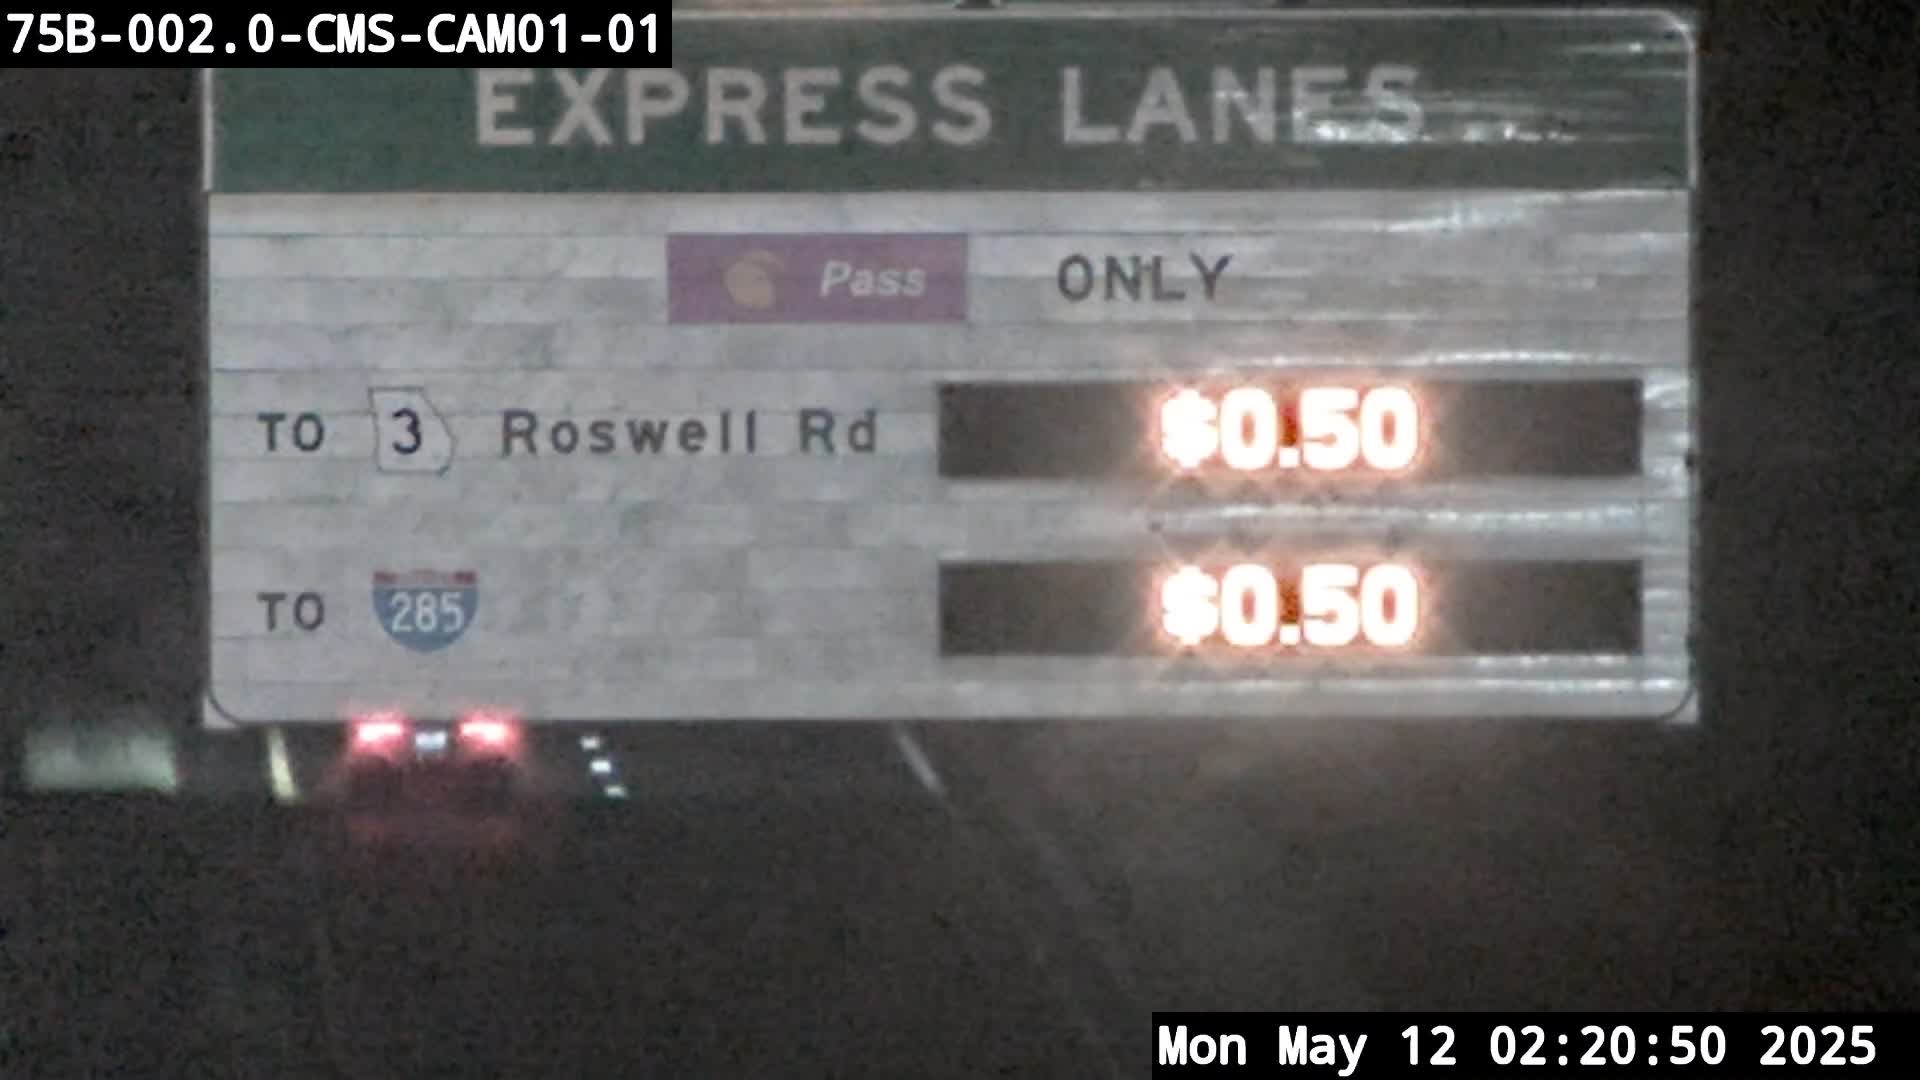 75B-002.0-CMS-CAM01-01
EXPRESS LANES
Pass ONLY
TO 3 Roswell Rd $0.50
TO 285 $0.50
Mon May 12 02:20:50 2025